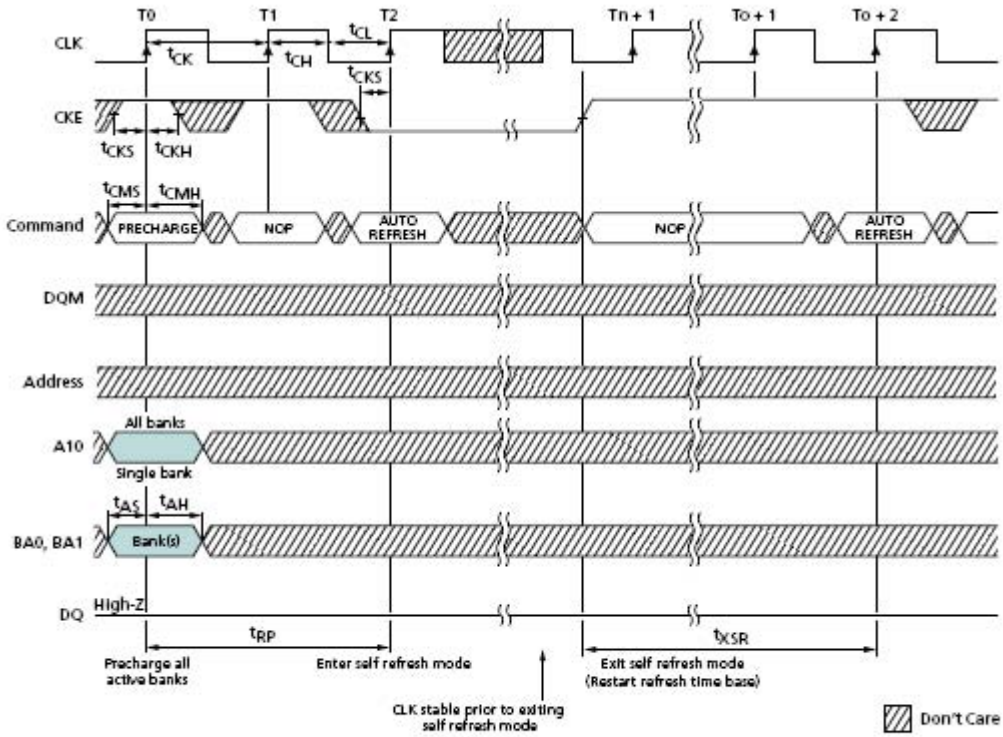 T0 T1 T2 Tn + 1 To + 1 To + 2
CLK
tCK tCH tCL
tCKS
CKE
tCKS tCKH
tCMS tCMH
Command PRECHARGE NOP AUTO REFRESH NOP AUTO REFRESH
DQM
Address
All banks
A10
Single bank
tAS tAH
BA0, BA1 Bank(s)
High-Z
DQ
tRP tXSR
Precharge all
active banks
Enter self refresh mode
Exit self refresh mode
(Restart refresh time base)
CLK stable prior to exiting
self refresh mode
Don't Care